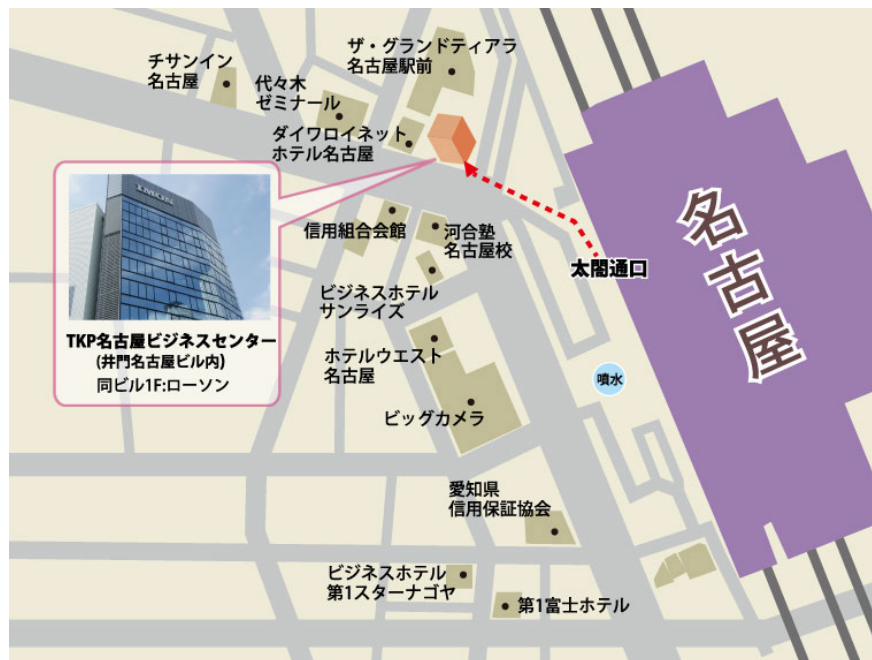 ザ・グランドティアラ
名古屋駅前
チサンイン
名古屋
代々木
ゼミナール
ダイワロイネット
ホテル名古屋
IMON
TKP名古屋ビジネスセンター
(井門名古屋ビル内)
同ビル1F:ローソン
信用組合会館
河合塾
名古屋校
太閤通口
名古屋
ビジネスホテル
サンライズ
ホテルウエスト
名古屋
噴水
ビッグカメラ
愛知県
信用保証協会
ビジネスホテル
第1スターナゴヤ
第1富士ホテル